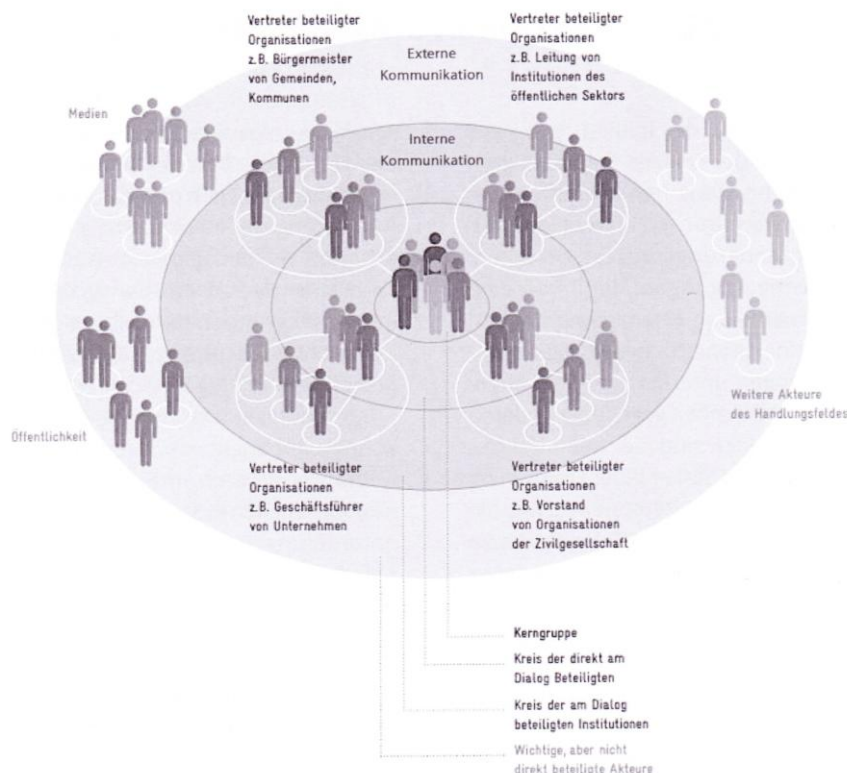 Vertreter beteiligter
Organisationen
z.B. Bürgermeister
von Gemeinden,
Kommunen
Externe
Kommunikation
Vertreter beteiligter
Organisationen
z.B. Leitung von
Institutionen des
öffentlichen Sektors
Medien
Interne
Kommunikation
Weitere Akteure
des Handlungsfeldes
Öffentlichkeit
Vertreter beteiligter
Organisationen
z.B. Geschäftsführer
von Unternehmen
Vertreter beteiligter
Organisationen
z.B. Vorstand
von Organisationen
der Zivilgesellschaft
Kerngruppe
Kreis der direkt am
Dialog Beteiligten
Kreis der am Dialog
beteiligten Institutionen
Wichtige, aber nicht
direkt beteiligte Akteure